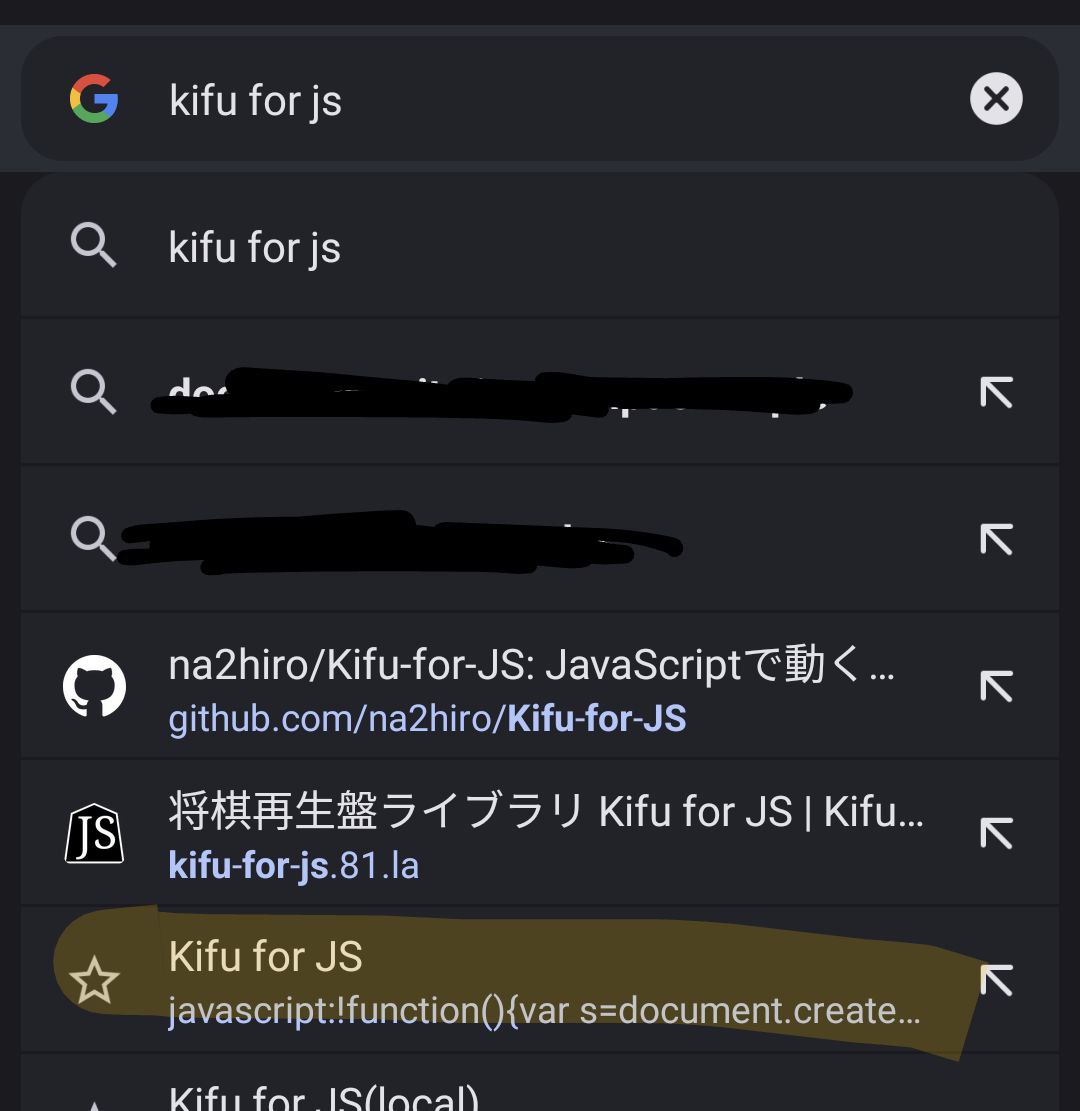 kifu for js
kifu for js
na2hiro/Kifu-for-JS: JavaScriptで動く...
github.com/na2hiro/Kifu-for-JS
JS
将棋再生盤ライブラリ Kifu for JS | Kifu...
kifu-for-js.81.la
Kifu for JS
javascript:!function(){var s=document.create...
Kifu for JS(local)